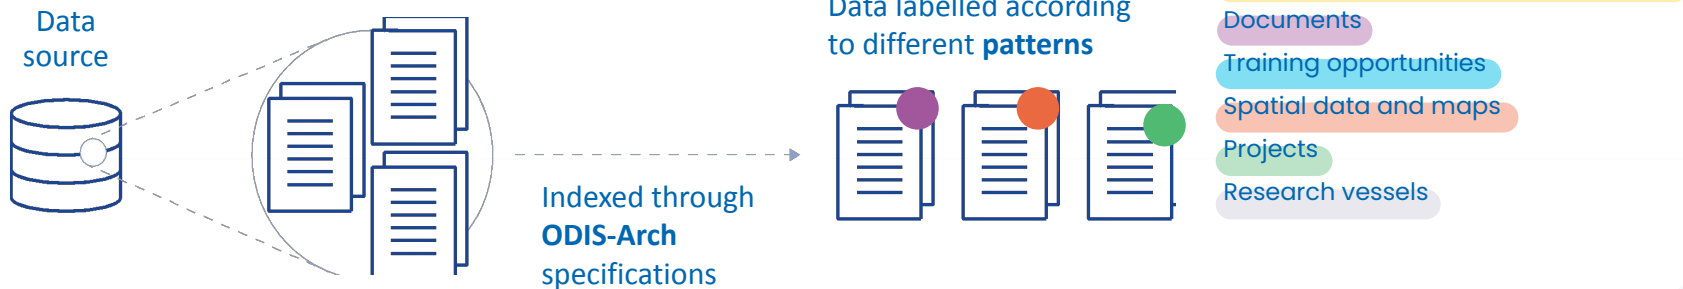 Data
source
Indexed through
ODIS-Arch
specifications
Data labelled according
to different patterns
Documents
Training opportunities
Spatial data and maps
Projects
Research vessels